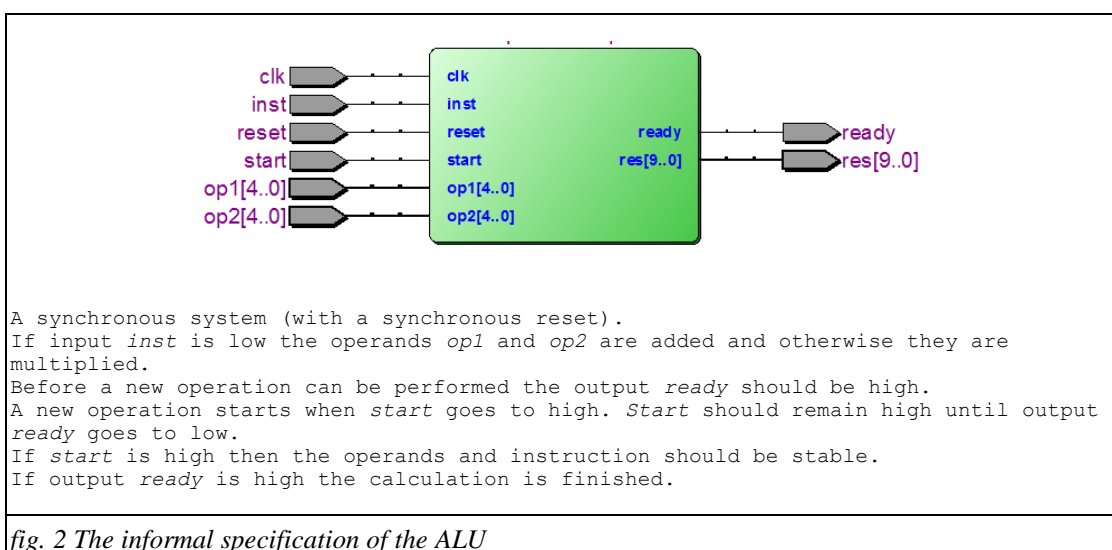 clk
inst
reset
start
op1[4..0]
op2[4..0]
clk
inst
reset
start
op1[4..0]
op2[4..0]
ready
res[9..0]
ready
res[9..0]
A synchronous system (with a synchronous reset).
If input inst is low the operands op1 and op2 are added and otherwise they are
multiplied.
Before a new operation can be performed the output ready should be high.
A new operation starts when start goes to high. Start should remain high until output
ready goes to low.
If start is high then the operands and instruction should be stable.
If output ready is high the calculation is finished.
fig. 2 The informal specification of the ALU